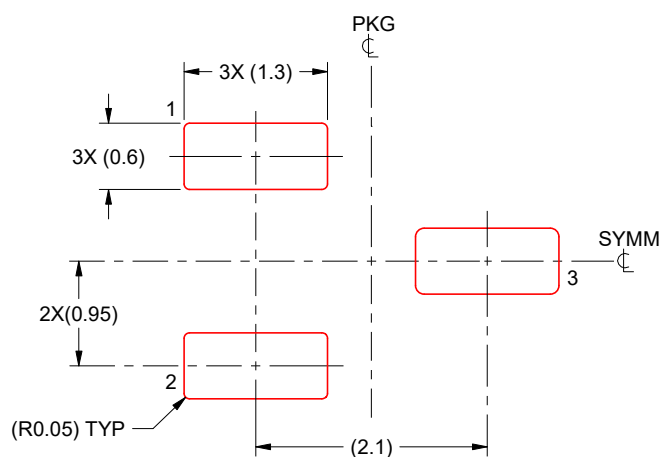 PKG
℄
3X (1.3)
1
3X (0.6)
SYMM
℄
3
2X(0.95)
2
(R0.05) TYP
(2.1)